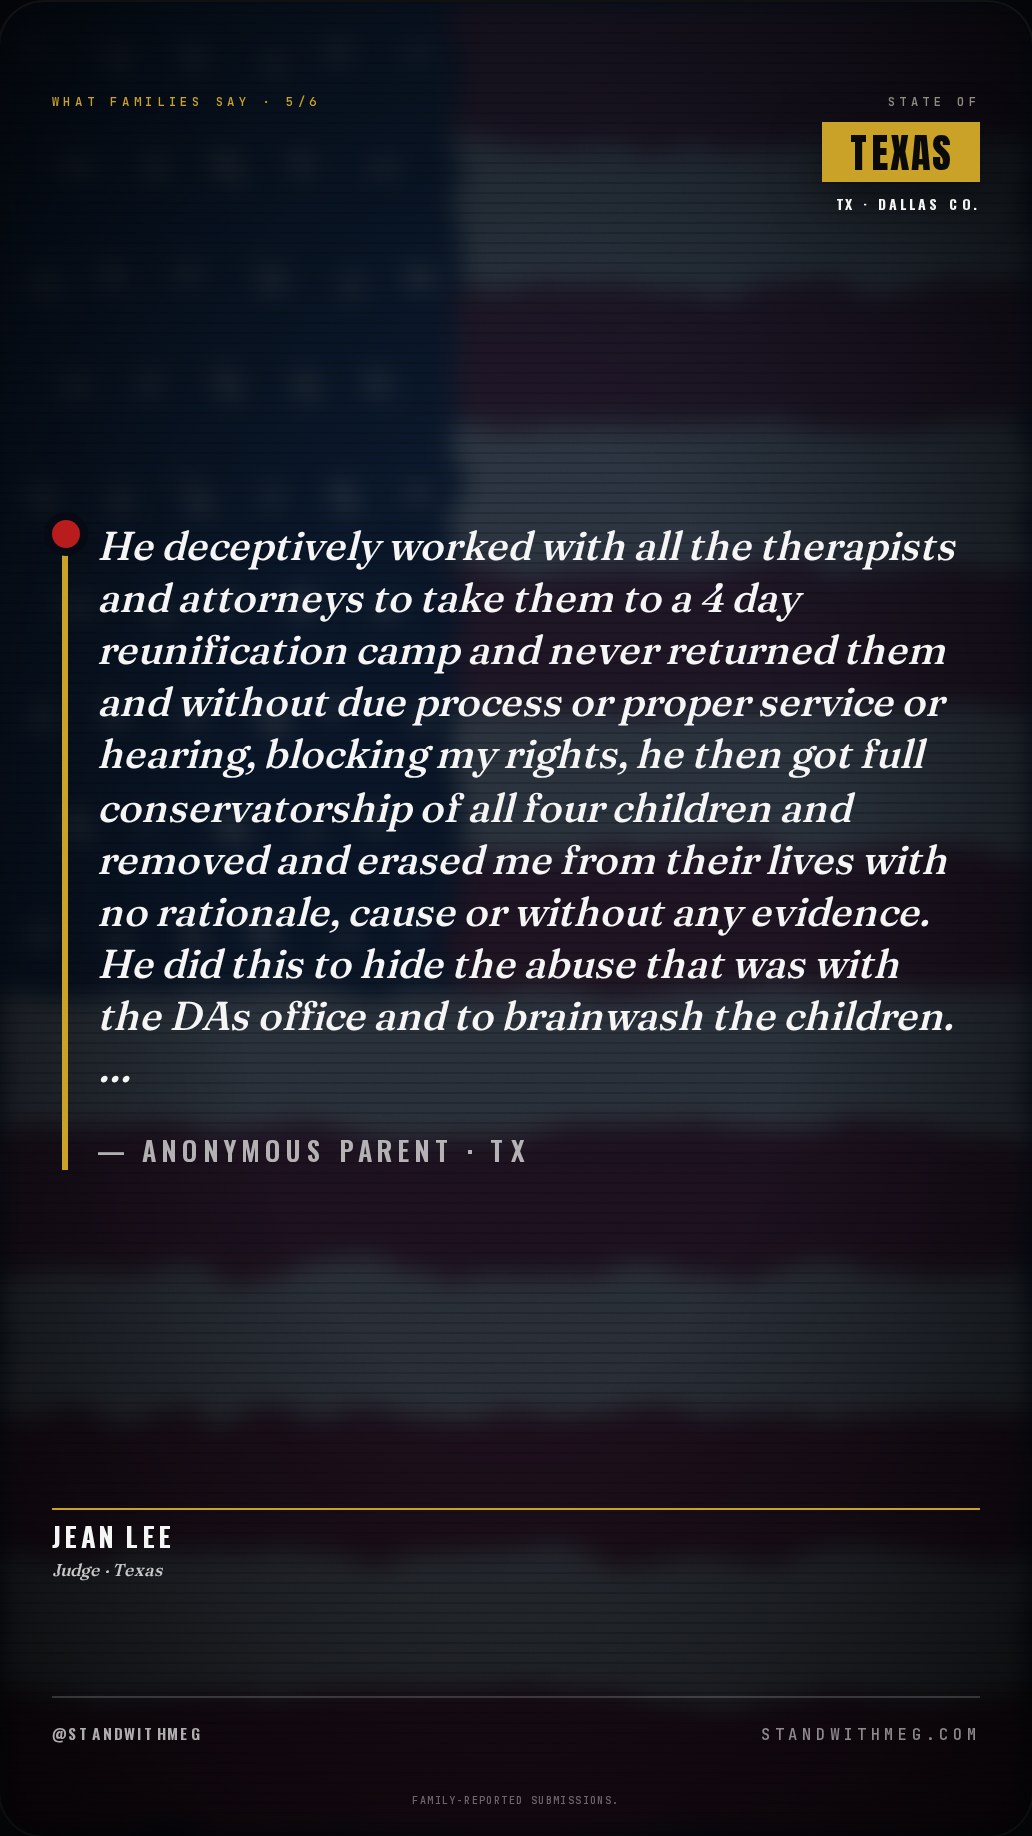 WHAT FAMILIES SAY · 5/6
STATE OF
TEXAS
TX · DALLAS CO.
He deceptively worked with all the therapists
and attorneys to take them to a 4 day
reunification camp and never returned them
and without due process or proper service or
hearing, blocking my rights, he then got full
conservatorship of all four children and
removed and erased me from their lives with
no rationale, cause or without any evidence.
He did this to hide the abuse that was with
the DAs office and to brainwash the children.
...
— ANONYMOUS PARENT · TX
JEAN LEE
Judge · Texas
@STANDWITHMEG
STANDWITHMEG.COM
FAMILY-REPORTED SUBMISSIONS.